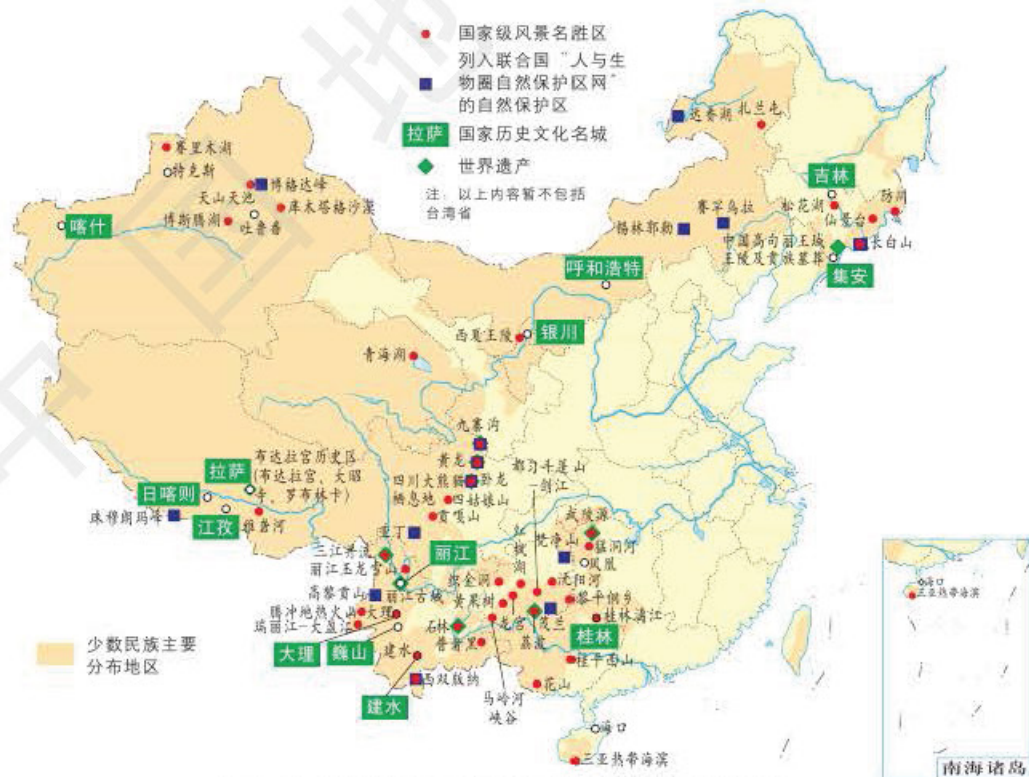 国家级风景名胜区
列入联合国“人与生
物圈自然保护区网”
的自然保护区
拉萨 国家历史文化名城
世界遗产
注：以上内容暂不包括
台湾省
达赉湖
扎兰屯
赛里木湖
特克斯
博格达峰
天山天池
库木塔格沙漠
博斯腾湖
吐鲁番
喀什
吉林
防川
松花湖
仙景台
赛罕乌拉
锡林郭勒
中国高句丽王城
王陵及贵族墓葬
长白山
集安
呼和浩特
西夏王陵
银川
青海湖
九寨沟
黄龙
都匀斗篷山
-剑江
四川大熊猫
栖息地
卧龙
四姑娘山
贡嘎山
布达拉宫历史区
(布达拉宫、大昭
寺、罗布林卡)
拉萨
日喀则
江孜
雅砻河
珠穆朗玛峰
亚丁
三江并流
丽江
丽江玉龙雪山
高黎贡山
丽江古城
腾冲地热火山
大理
瑞丽江-大盈江
大理
巍山
建水
建水
西双版纳
石林
普者黑
武陵源
梵净山
猛洞河
凤凰
红枫湖
织金洞
㵲阳河
黄果树
黎平侗乡
龙宫
茂兰
荔波
桂林漓江
桂林
桂平西山
马岭河
峡谷
花山
海口
三亚热带海滨
少数民族主要
分布地区
海口
三亚热带海滨
南海诸岛